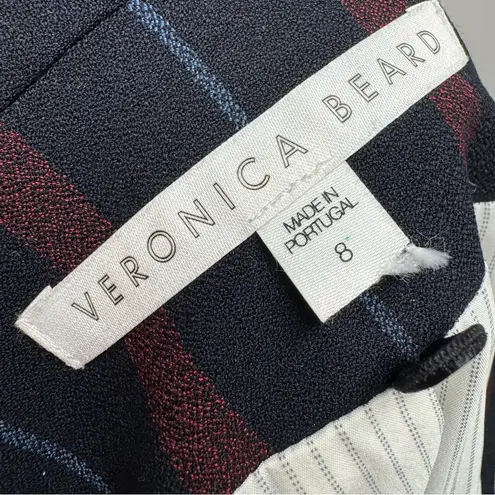 VERONICA BEARD
MADE IN
PORTUGAL
8